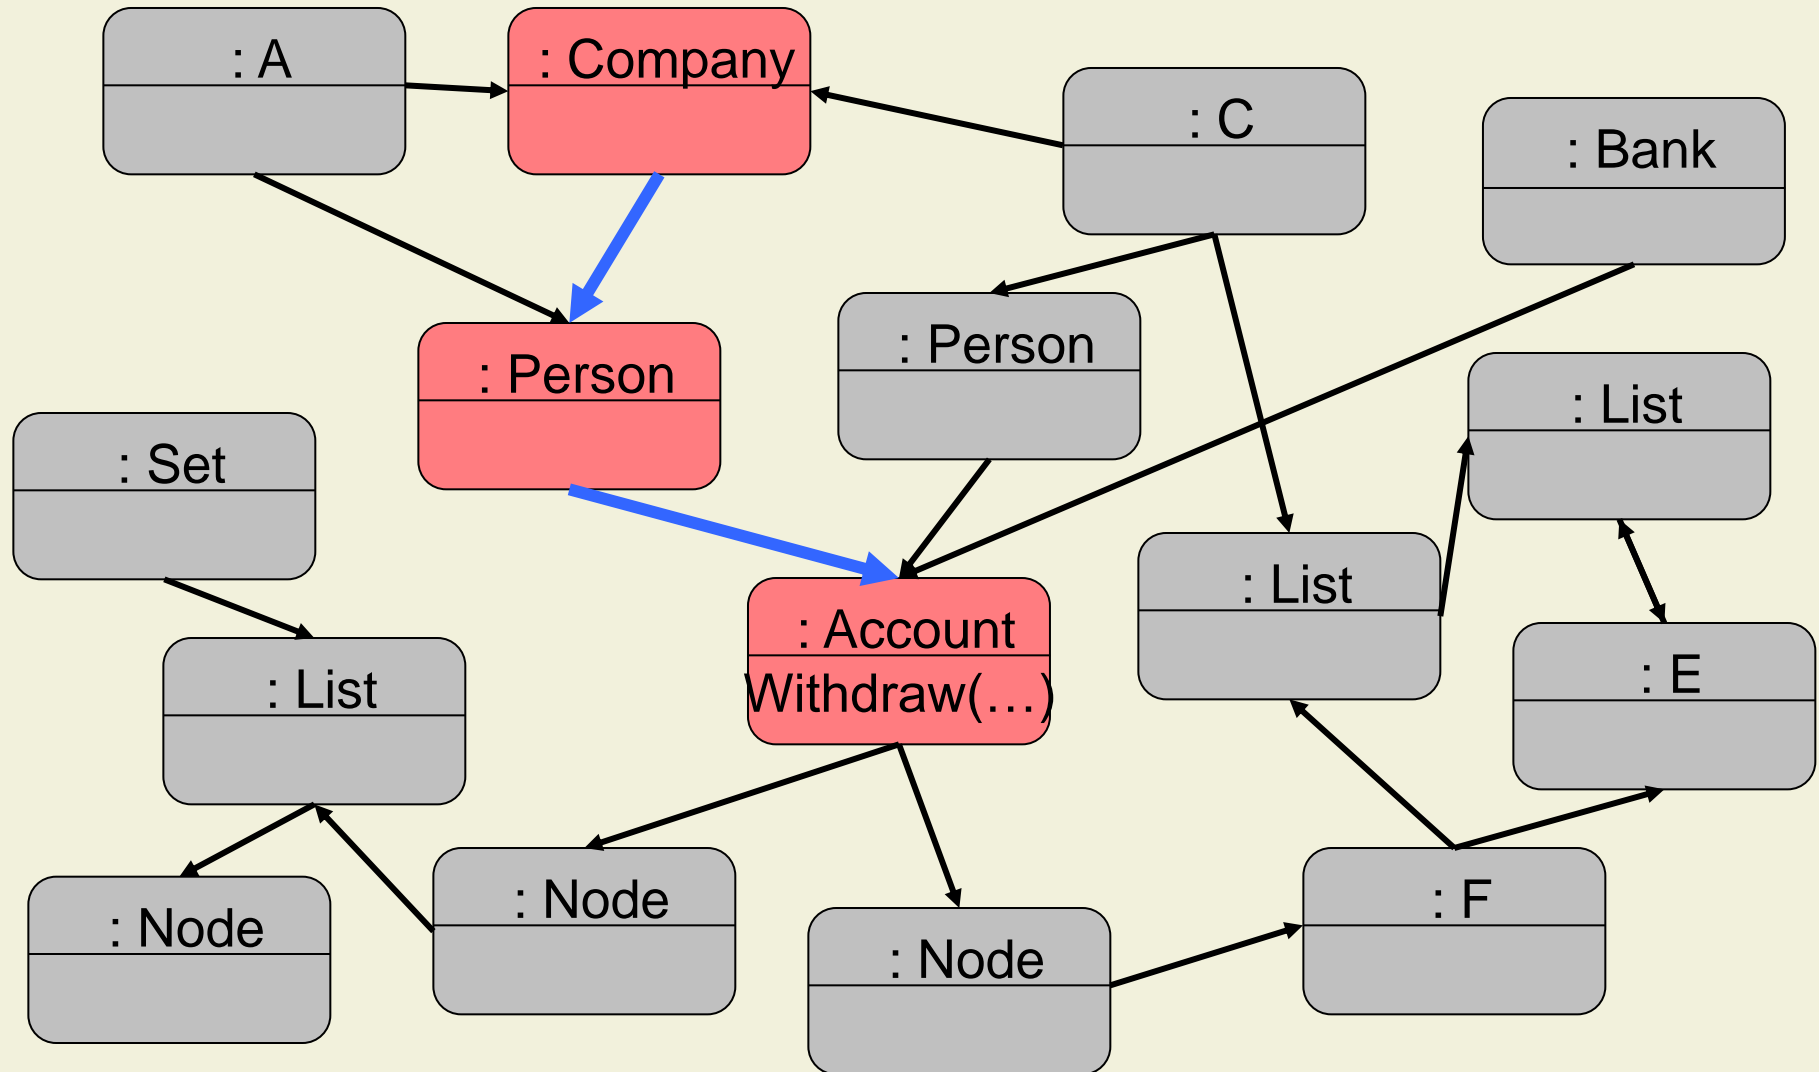 : A
: Company
: C
: Bank
: Person
: Person
: List
: Set
: List
: Account
Withdraw(…)
: List
: E
: Node
: Node
: Node
: F